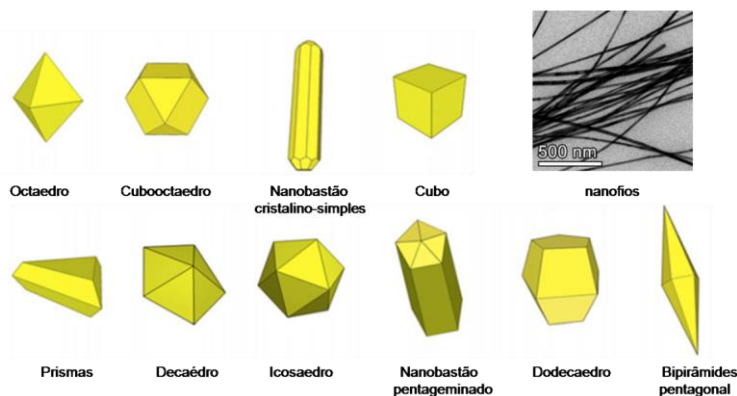 500 nm
Octaedro
Cubooctaedro
Nanobastão
cristalino-simples
Cubo
nanofios
Prismas
Decaédro
Icosaedro
Nanobastão
pentageminado
Dodecaedro
Bipirâmides
pentagonal